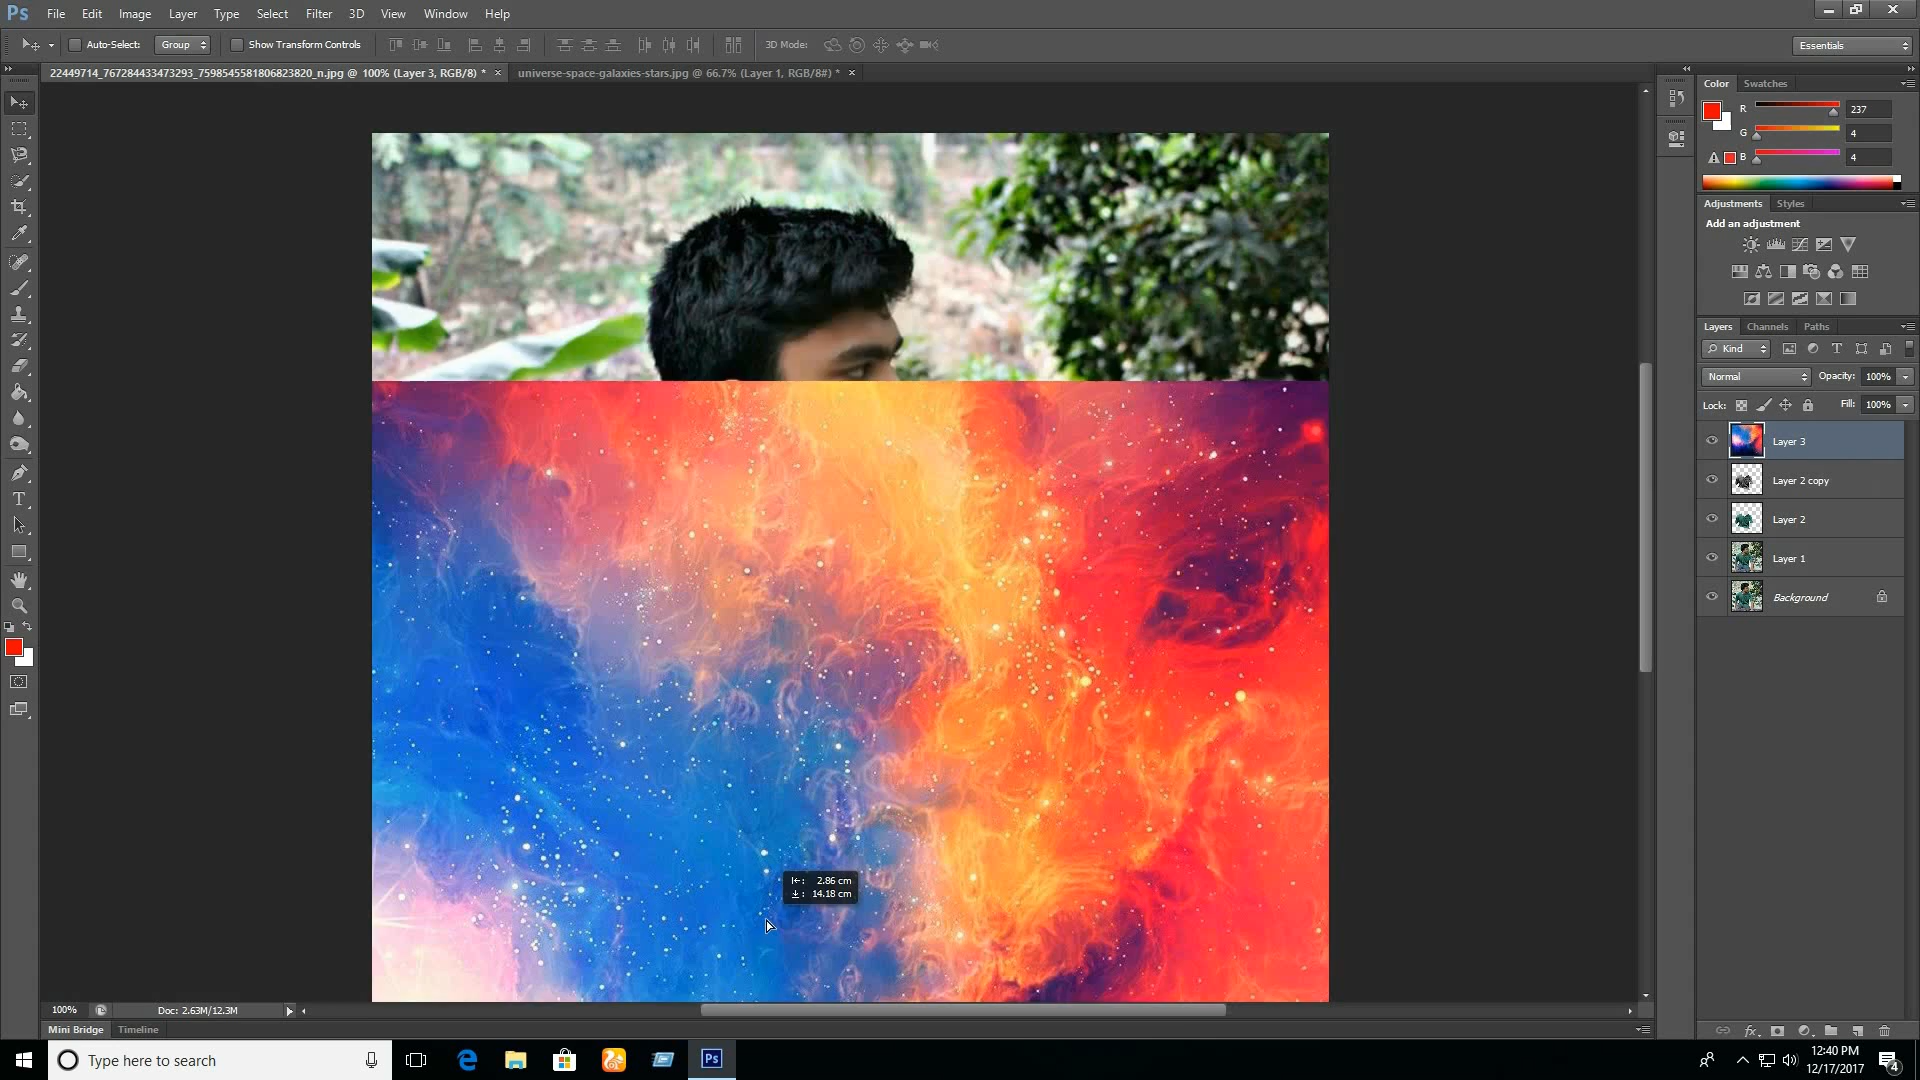 Ps File Edit Image Layer Type Select Filter 3D View Window Help
Auto-Select: Group Show Transform Controls 3D Mode: Essentials
22449714_767284433473293_7598545581806823820_n.jpg @ 100% (Layer 3, RGB/8) * × universe-space-galaxies-stars.jpg @ 66.7% (Layer 1, RGB/8#) * ×
Color Swatches
R 237
G 4
B 4
Adjustments Styles
Add an adjustment
Layers Channels Paths
Kind
Normal Opacity: 100%
Lock: Fill: 100%
Layer 3
Layer 2 copy
Layer 2
Layer 1
Background
2.86 cm
14.18 cm
100% Doc: 2.63M/12.3M
Mini Bridge Timeline
Type here to search
12:40 PM
12/17/2017
4